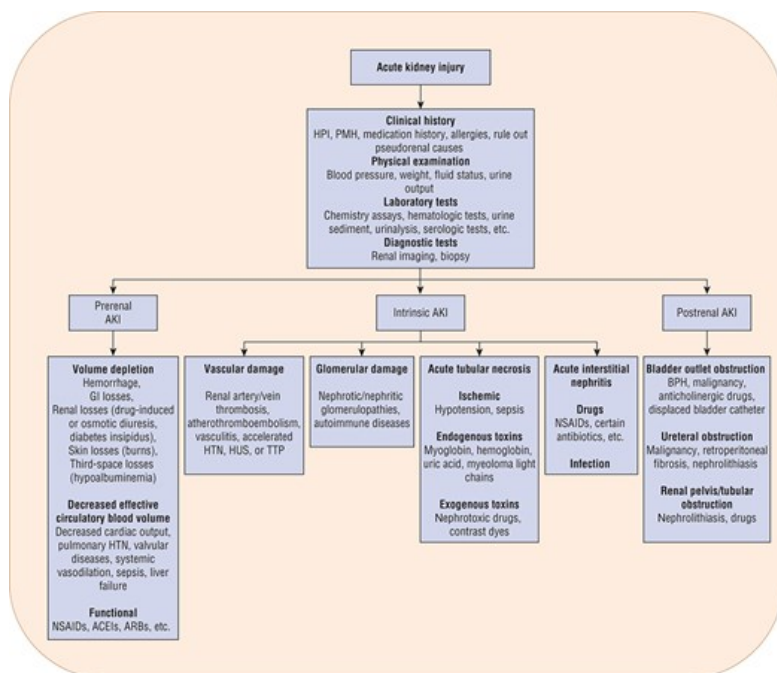 Acute kidney injury
Clinical history
HPI, PMH, medication history, allergies, rule out
pseudorenal causes
Physical examination
Blood pressure, weight, fluid status, urine
output
Laboratory tests
Chemistry assays, hematologic tests, urine
sediment, urinalysis, serologic tests, etc.
Diagnostic tests
Renal imaging, biopsy
Prerenal
AKI
Intrinsic AKI
Postrenal AKI
Volume depletion
Hemorrhage,
GI losses,
Renal losses (drug-induced
or osmotic diuresis,
diabetes insipidus),
Skin losses (burns),
Third-space losses
(hypoalbuminemia)
Decreased effective
circulatory blood volume
Decreased cardiac output,
pulmonary HTN, valvular
diseases, systemic
vasodilation, sepsis, liver
failure
Functional
NSAIDs, ACEIs, ARBs, etc.
Vascular damage
Renal artery/vein
thrombosis,
atherothromboembolism,
vasculitis, accelerated
HTN, HUS, or TTP
Glomerular damage
Nephrotic/nephritic
glomerulopathies,
autoimmune diseases
Acute tubular necrosis
Ischemic
Hypotension, sepsis
Endogenous toxins
Myoglobin, hemoglobin,
uric acid, myeloma light
chains
Exogenous toxins
Nephrotoxic drugs,
contrast dyes
Acute interstitial
nephritis
Drugs
NSAIDs, certain
antibiotics, etc.
Infection
Bladder outlet obstruction
BPH, malignancy,
anticholinergic drugs,
displaced bladder catheter
Ureteral obstruction
Malignancy, retroperitoneal
fibrosis, nephrolithiasis
Renal pelvis/tubular
obstruction
Nephrolithiasis, drugs